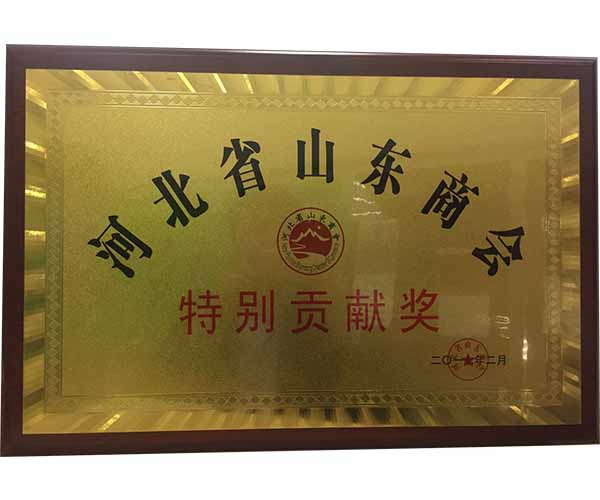 河北省山东商会
河北省山东商会
特别贡献奖
二〇一 年二月